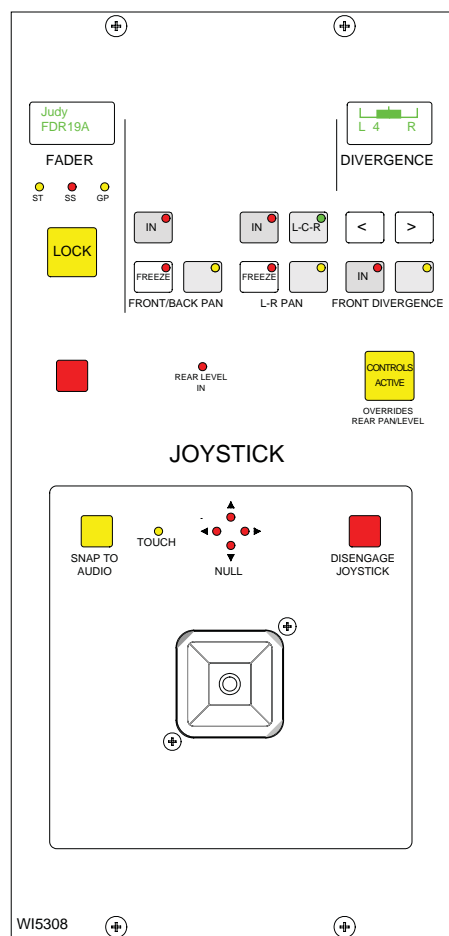 Judy
FDR19A
L 4 R
FADER
DIVERGENCE
ST SS GP
LOCK
IN
IN
L-C-R
<
>
FREEZE
FREEZE
IN
FRONT/BACK PAN
L-R PAN
FRONT DIVERGENCE
REAR LEVEL
IN
CONTROLS
ACTIVE
OVERRIDES
REAR PAN/LEVEL
JOYSTICK
SNAP TO
AUDIO
TOUCH
-
NULL
DISENGAGE
JOYSTICK
WI5308